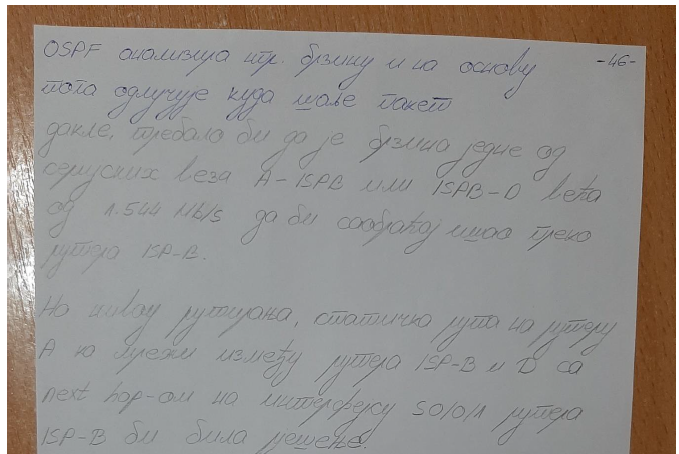 OSPF анализира нпр. брзину и на основу -46-
тога одлучује куда шаље пакет
дакле, требало би да је брзина једне од
серијских веза A-ISPB или ISPB-D већа
од 1.544 Mb/s да би саобраћај ишао преко
рутера ISP-B.
На нивоу рутирања, статичка рута на рутеру
A ка мрежи између рутера ISP-B и D са
next hop-ом на интерфејсу S0/0/1 рутера
ISP-B би била решење.